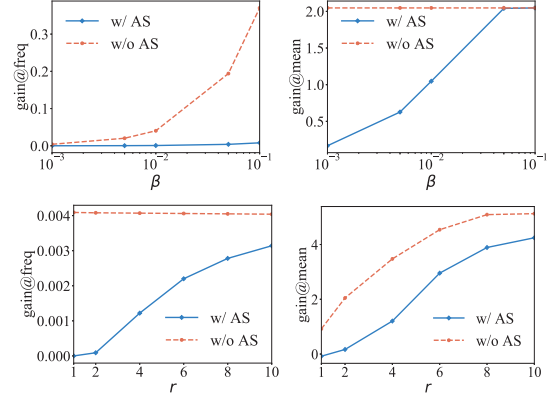 gain@freq
0.3
0.2
0.1
0.0
w/ AS
w/o AS
10⁻³
10⁻²
10⁻¹
β
gain@mean
2.0
1.5
1.0
0.5
w/ AS
w/o AS
10⁻³
10⁻²
10⁻¹
β
gain@freq
0.004
0.003
0.002
0.001
0.000
w/ AS
w/o AS
1 2 4 6 8 10
r
gain@mean
4
2
0
w/ AS
w/o AS
1 2 4 6 8 10
r